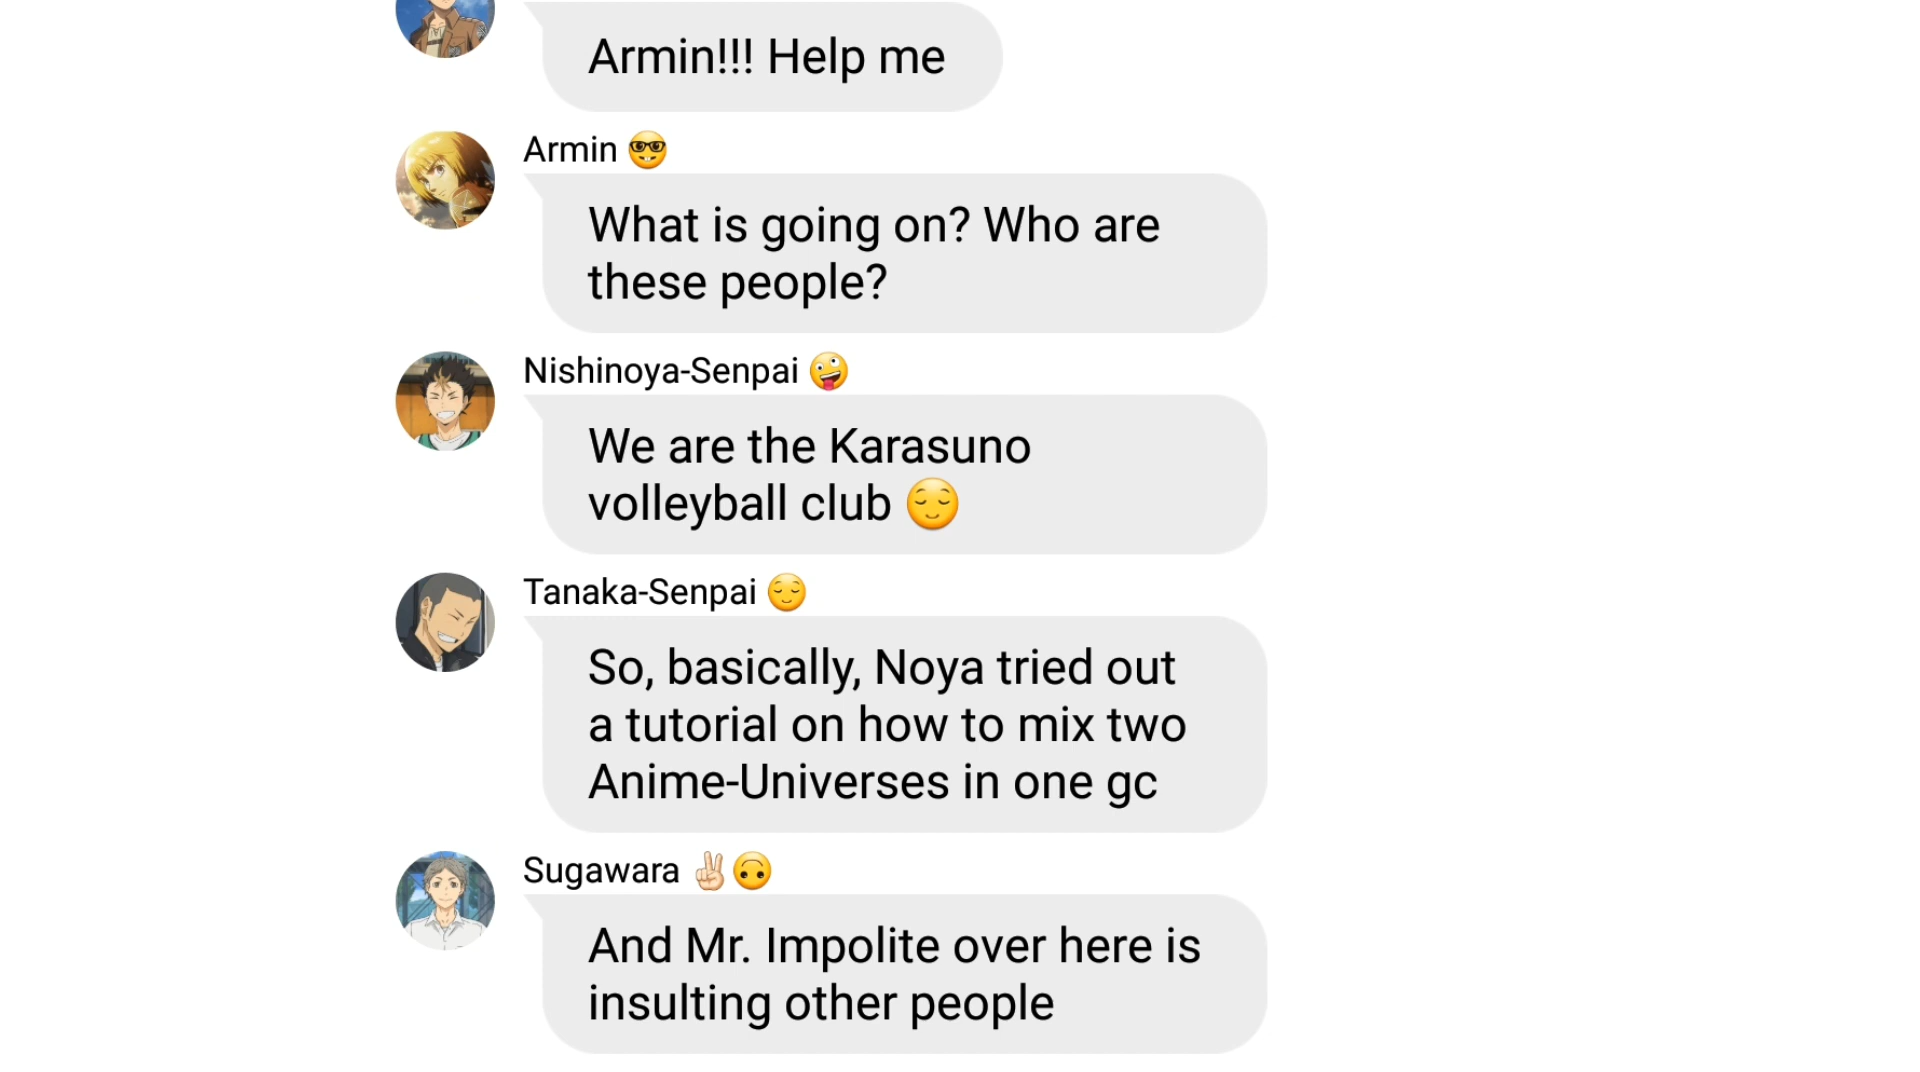 Armin!!! Help me
Armin 🤓
What is going on? Who are
these people?
Nishinoya-Senpai 🤪
We are the Karasuno
volleyball club 😌
Tanaka-Senpai 😌
So, basically, Noya tried out
a tutorial on how to mix two
Anime-Universes in one gc
Sugawara ✌🏻🙃
And Mr. Impolite over here is
insulting other people